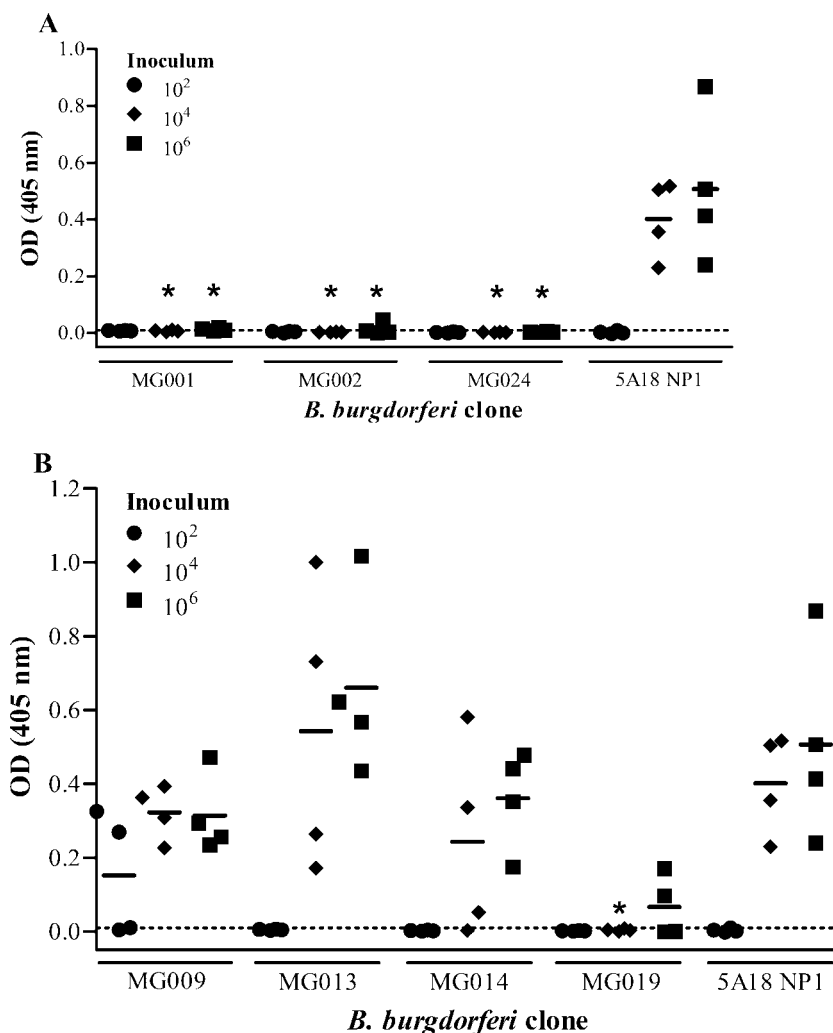 A
Inoculum
10²
10⁴
10⁶
1.0
0.8
0.6
0.4
0.2
0.0
OD (405 nm)
* * * * * *
MG001 MG002 MG024 5A18 NP1
B. burgdorferi clone
B
Inoculum
10²
10⁴
10⁶
1.2
1.0
0.8
0.6
0.4
0.2
0.0
OD (405 nm)
*
MG009 MG013 MG014 MG019 5A18 NP1
B. burgdorferi clone